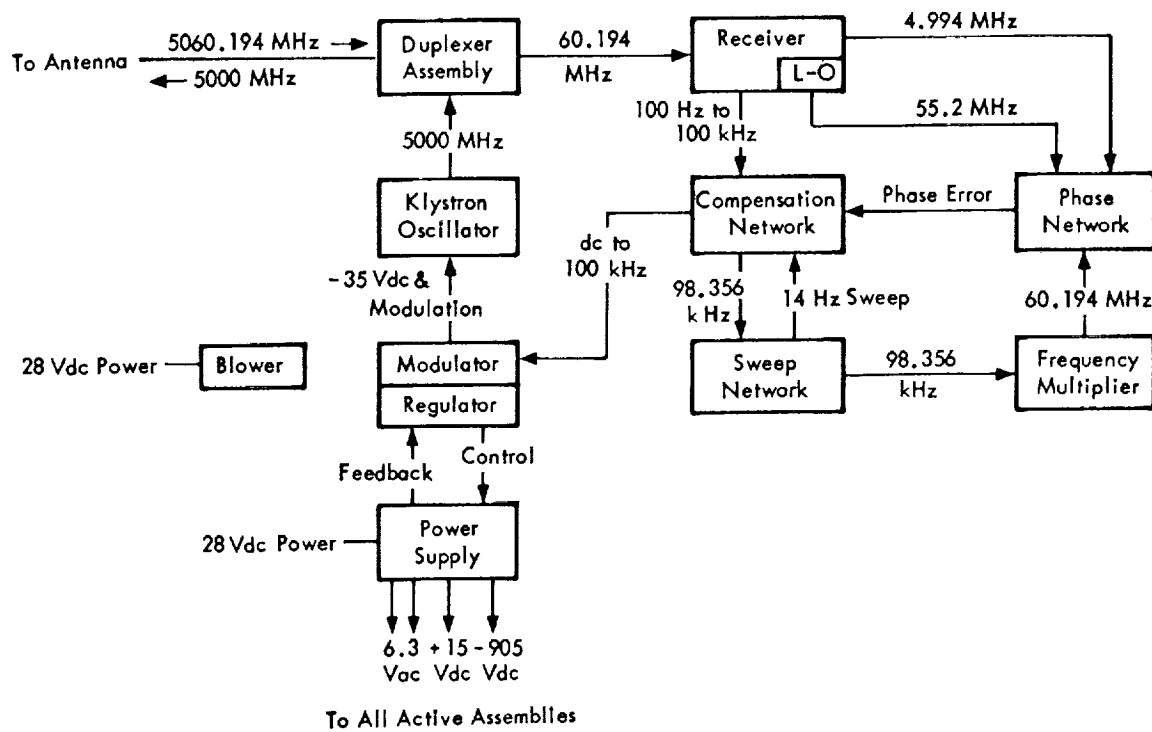 5060.194 MHz
To Antenna
5000 MHz
Duplexer
Assembly
60.194
MHz
Receiver
L-O
4.994 MHz
55.2 MHz
100 Hz to
100 kHz
5000 MHz
Klystron
Oscillator
Compensation
Network
Phase Error
Phase
Network
dc to
100 kHz
-35 Vdc &
Modulation
98.356
k Hz
14 Hz Sweep
60.194 MHz
28 Vdc Power
Blower
Modulator
Regulator
Sweep
Network
98.356
kHz
Frequency
Multiplier
Feedback
Control
28 Vdc Power
Power
Supply
6.3 +15 -905
Vac Vdc Vdc
To All Active Assemblies